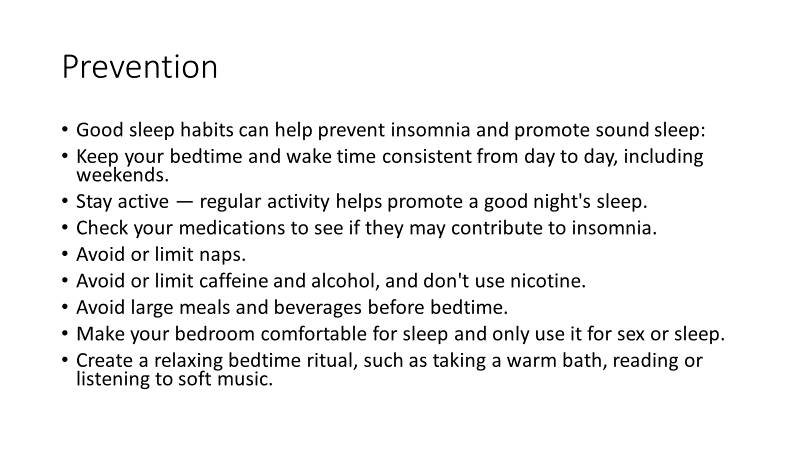 Prevention
• Good sleep habits can help prevent insomnia and promote sound sleep:
• Keep your bedtime and wake time consistent from day to day, including
weekends.
• Stay active — regular activity helps promote a good night's sleep.
• Check your medications to see if they may contribute to insomnia.
• Avoid or limit naps.
• Avoid or limit caffeine and alcohol, and don't use nicotine.
• Avoid large meals and beverages before bedtime.
• Make your bedroom comfortable for sleep and only use it for sex or sleep.
• Create a relaxing bedtime ritual, such as taking a warm bath, reading or
listening to soft music.